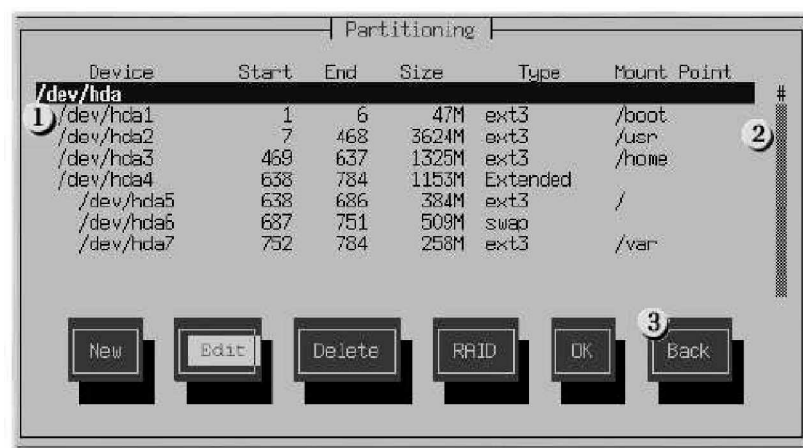 Partitioning
Device Start End Size Type Mount Point
/dev/hda #
1 /dev/hda1 1 6 47M ext3 /boot
/dev/hda2 7 468 3624M ext3 /usr 2
/dev/hda3 469 637 1325M ext3 /home
/dev/hda4 638 784 1153M Extended
/dev/hda5 638 686 384M ext3 /
/dev/hda6 687 751 509M swap
/dev/hda7 752 784 258M ext3 /var
3
New Edit Delete RAID OK Back